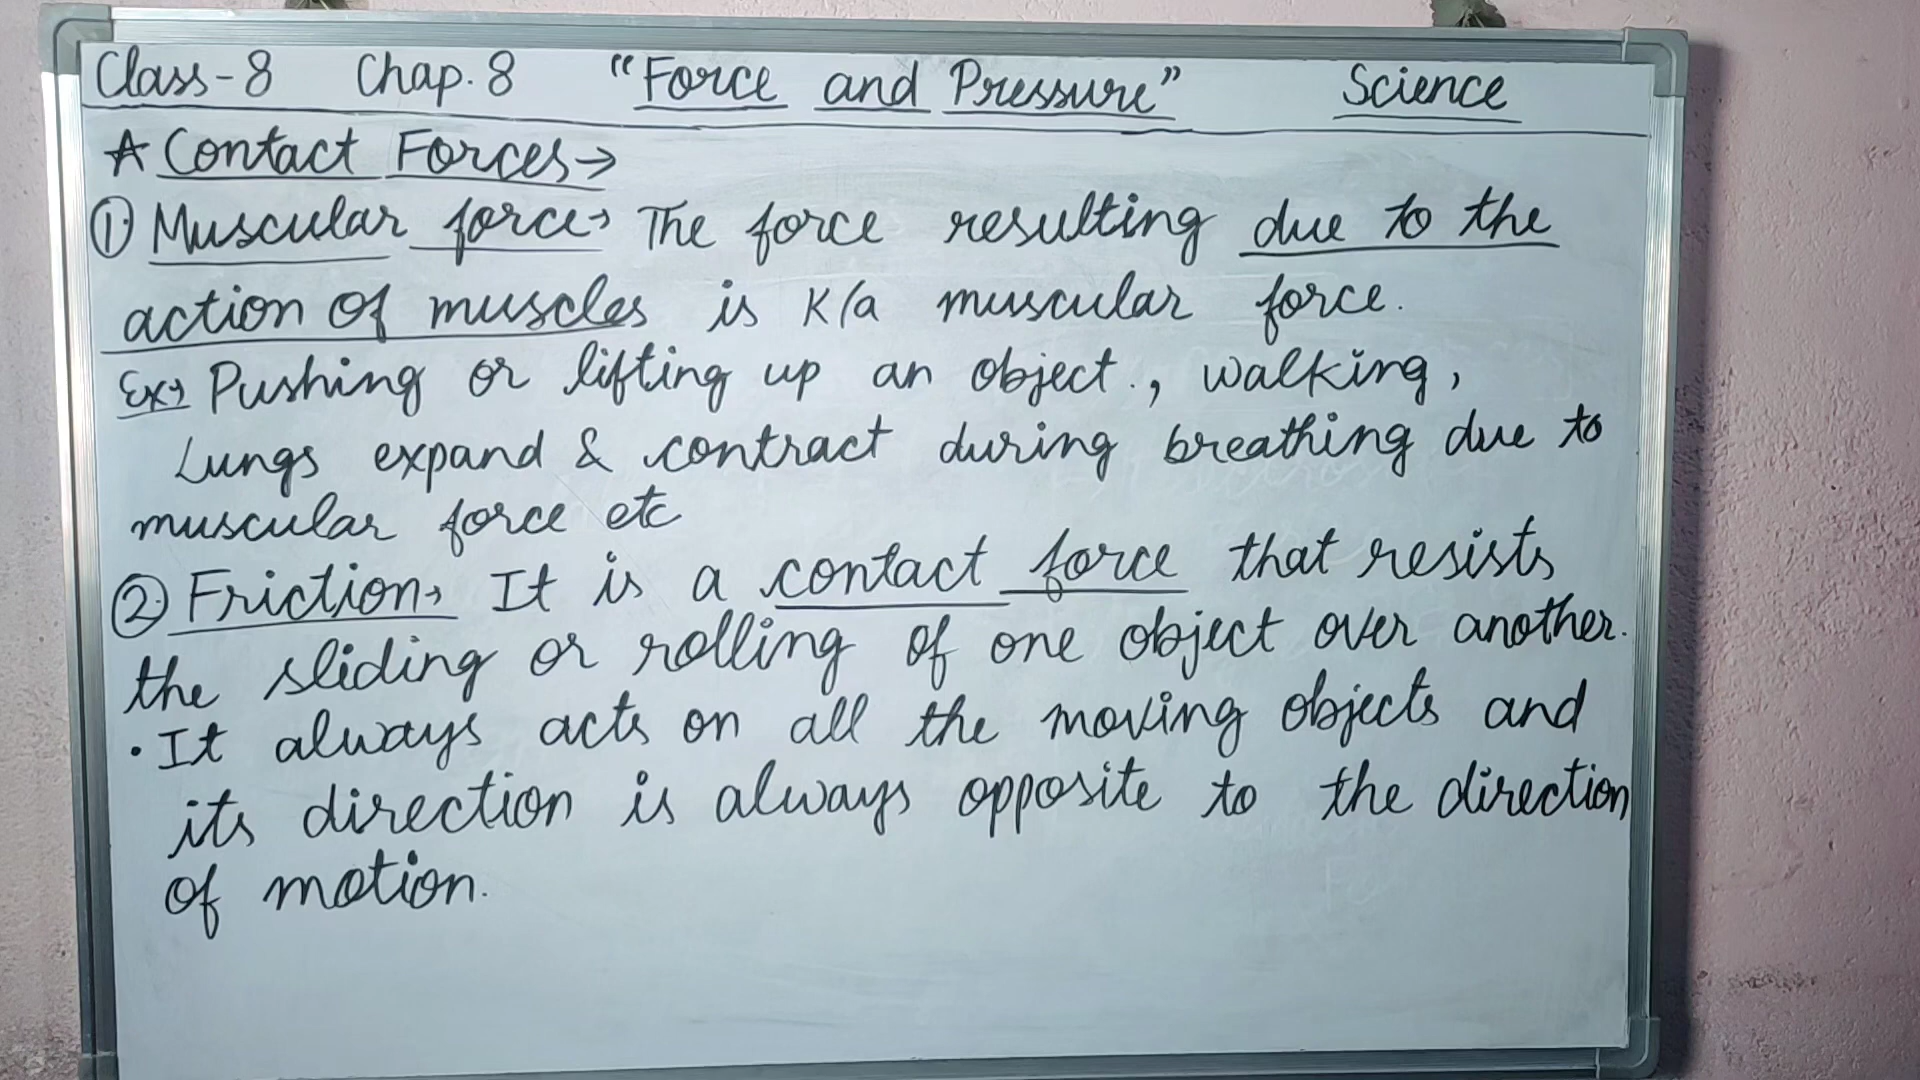 Class-8 Chap. 8 "Force and Pressure" Science
☆ Contact Forces→
① Muscular force→ The force resulting due to the
action of muscles is k/a muscular force.
Ex→ Pushing or lifting up an object., walking,
Lungs expand & contract during breathing due to
muscular force etc
② Friction→ It is a contact force that resists
the sliding or rolling of one object over another.
• It always acts on all the moving objects and
its direction is always opposite to the direction
of motion.